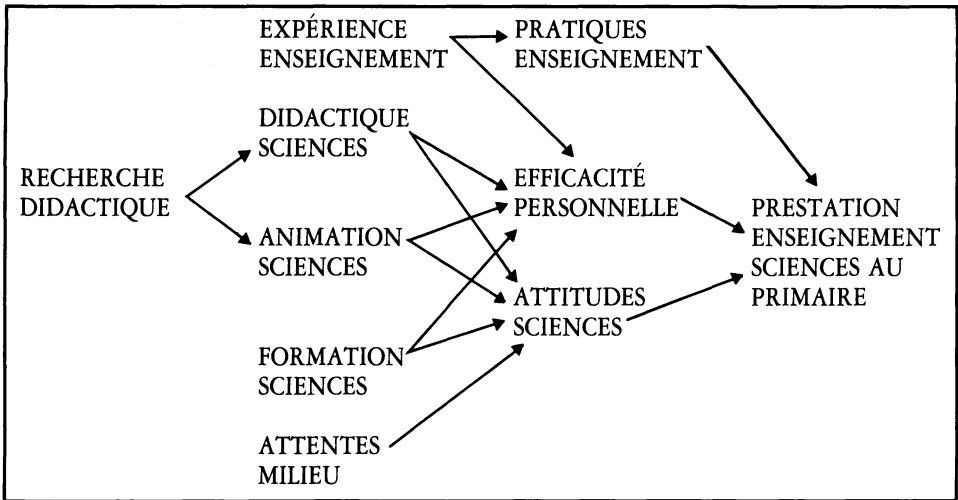 EXPÉRIENCE
ENSEIGNEMENT
PRATIQUES
ENSEIGNEMENT
DIDACTIQUE
SCIENCES
RECHERCHE
DIDACTIQUE
EFFICACITÉ
PERSONNELLE
ANIMATION
SCIENCES
PRESTATION
ENSEIGNEMENT
SCIENCES AU
PRIMAIRE
ATTITUDES
SCIENCES
FORMATION
SCIENCES
ATTENTES
MILIEU